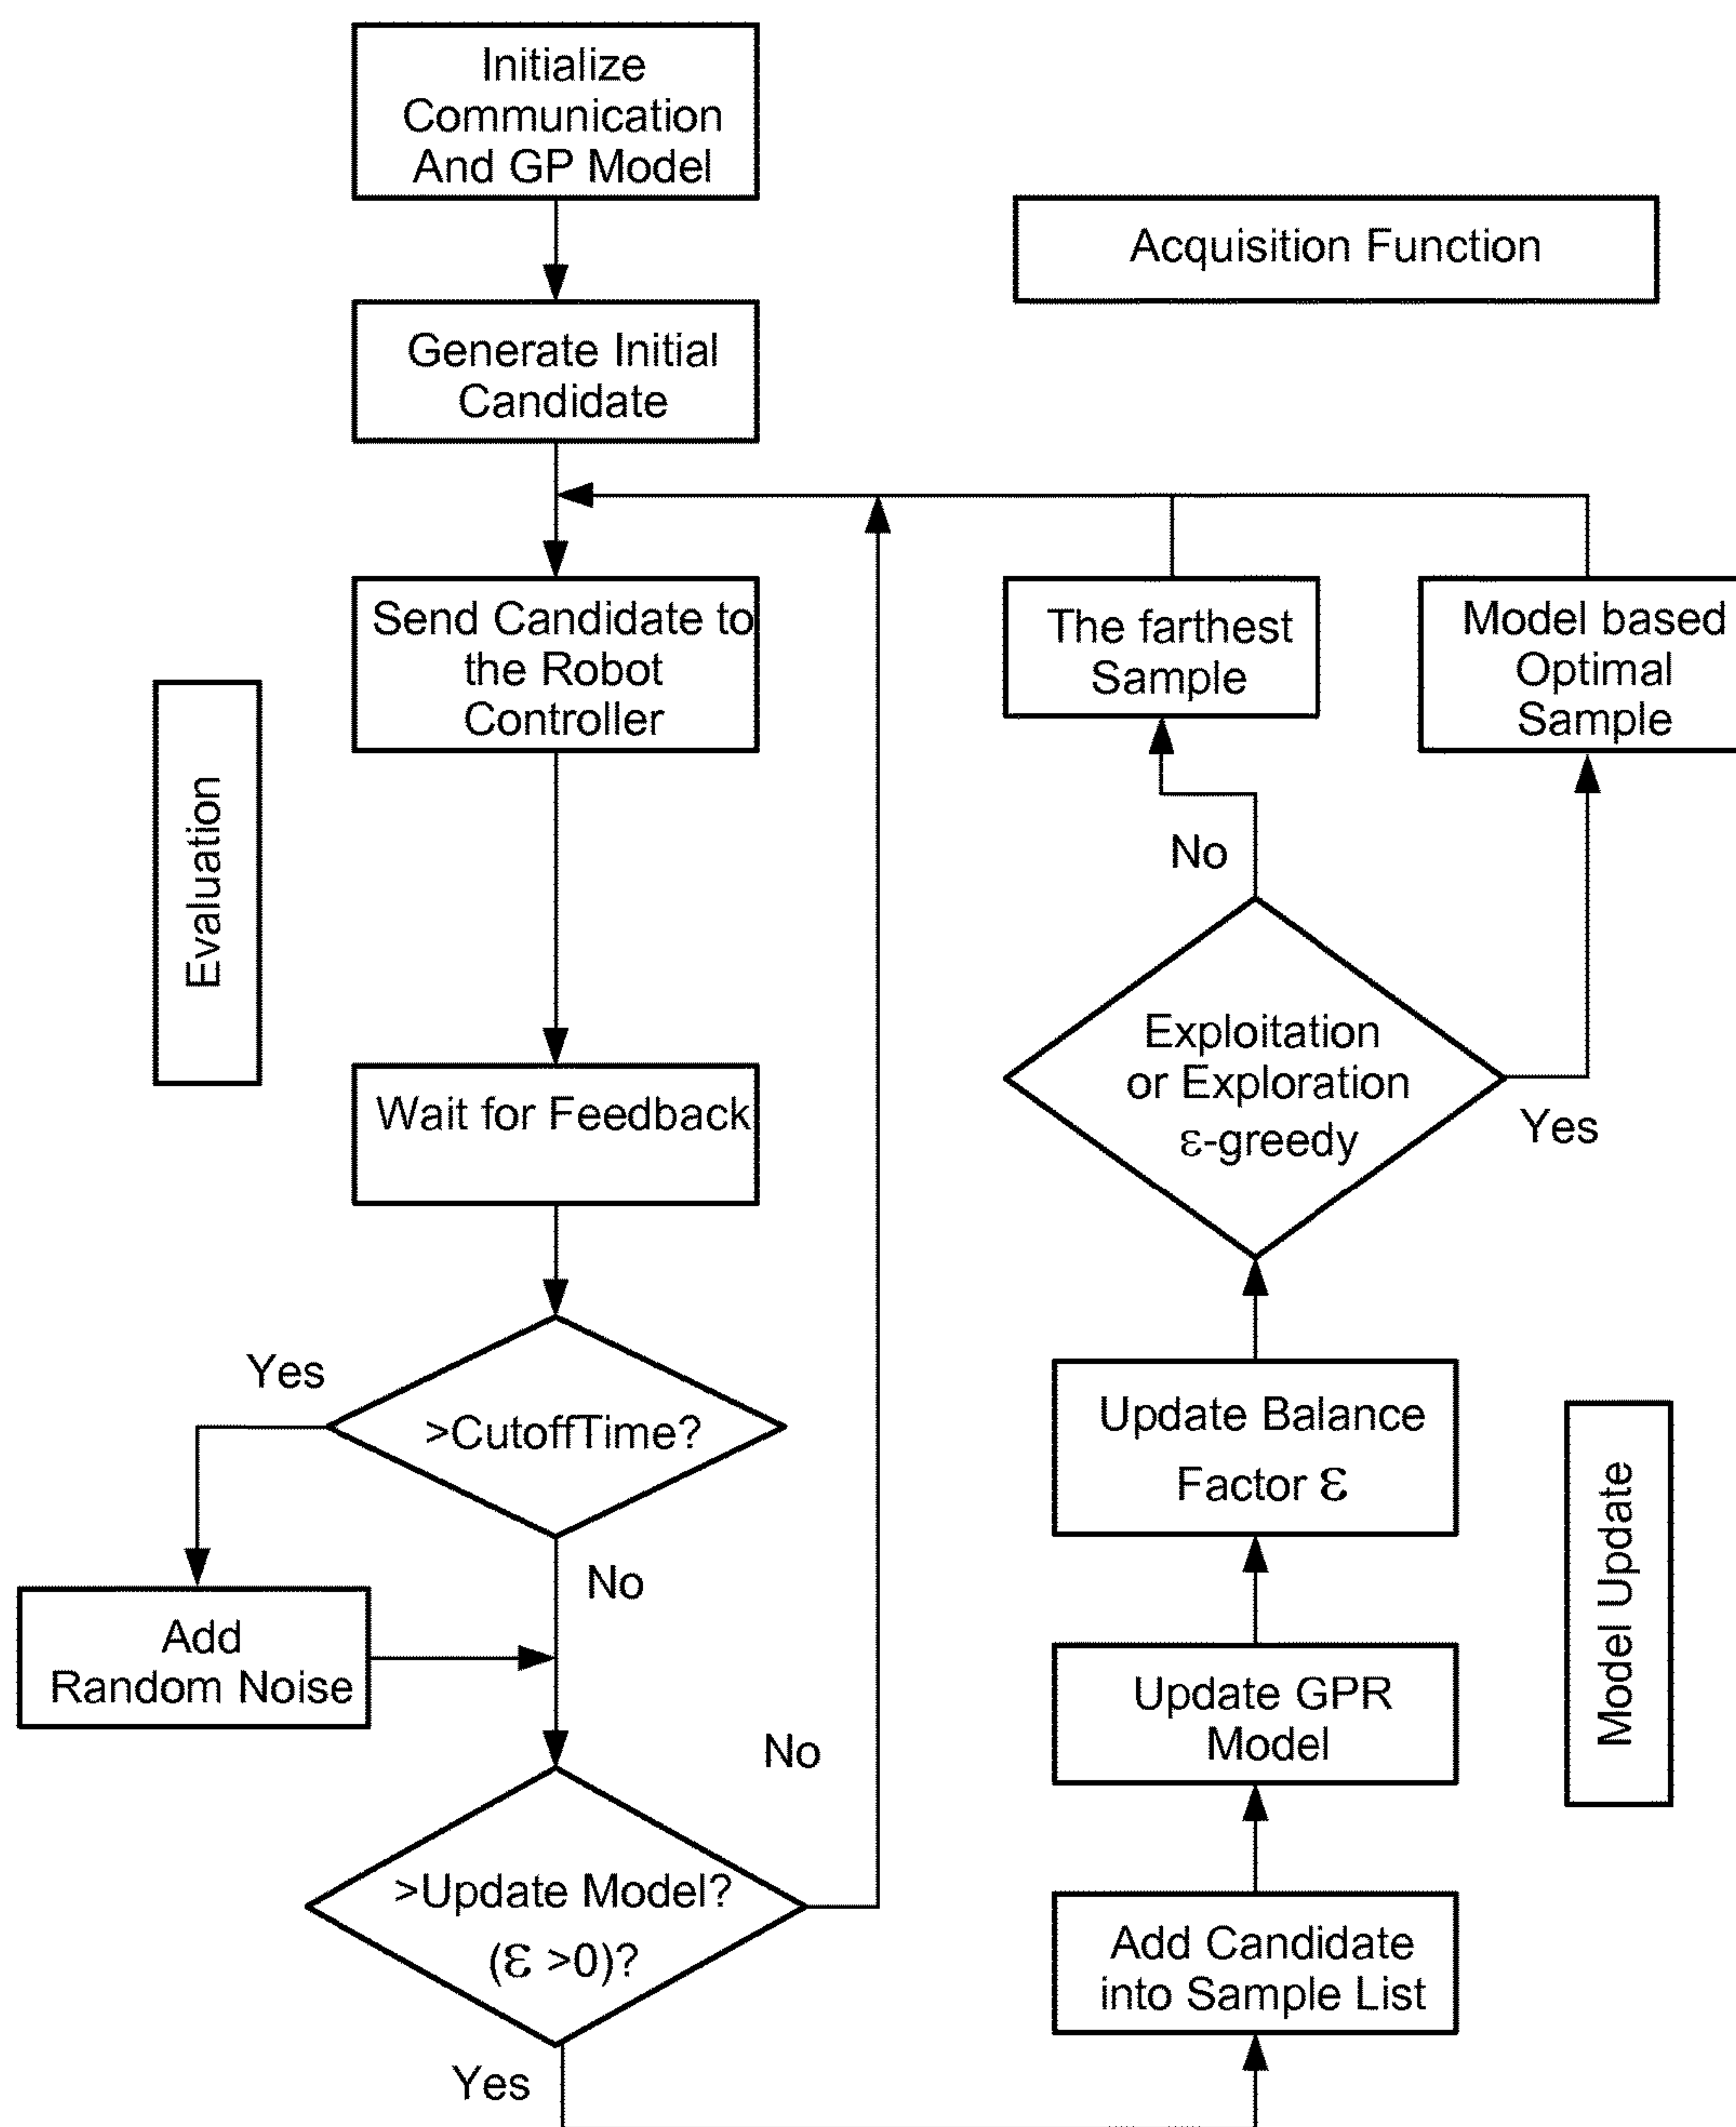 Initialize
Communication
And GP Model
Acquisition Function
Generate Initial
Candidate
Send Candidate to
the Robot
Controller
The farthest
Sample
Model based
Optimal
Sample
Evaluation
No
Exploitation
or Exploration
ε-greedy
Yes
Wait for Feedback
Yes
>CutoffTime?
No
Add
Random Noise
Update Balance
Factor ε
Model Update
Update GPR
Model
No
>Update Model?
(ε >0)?
Yes
Add Candidate
into Sample List